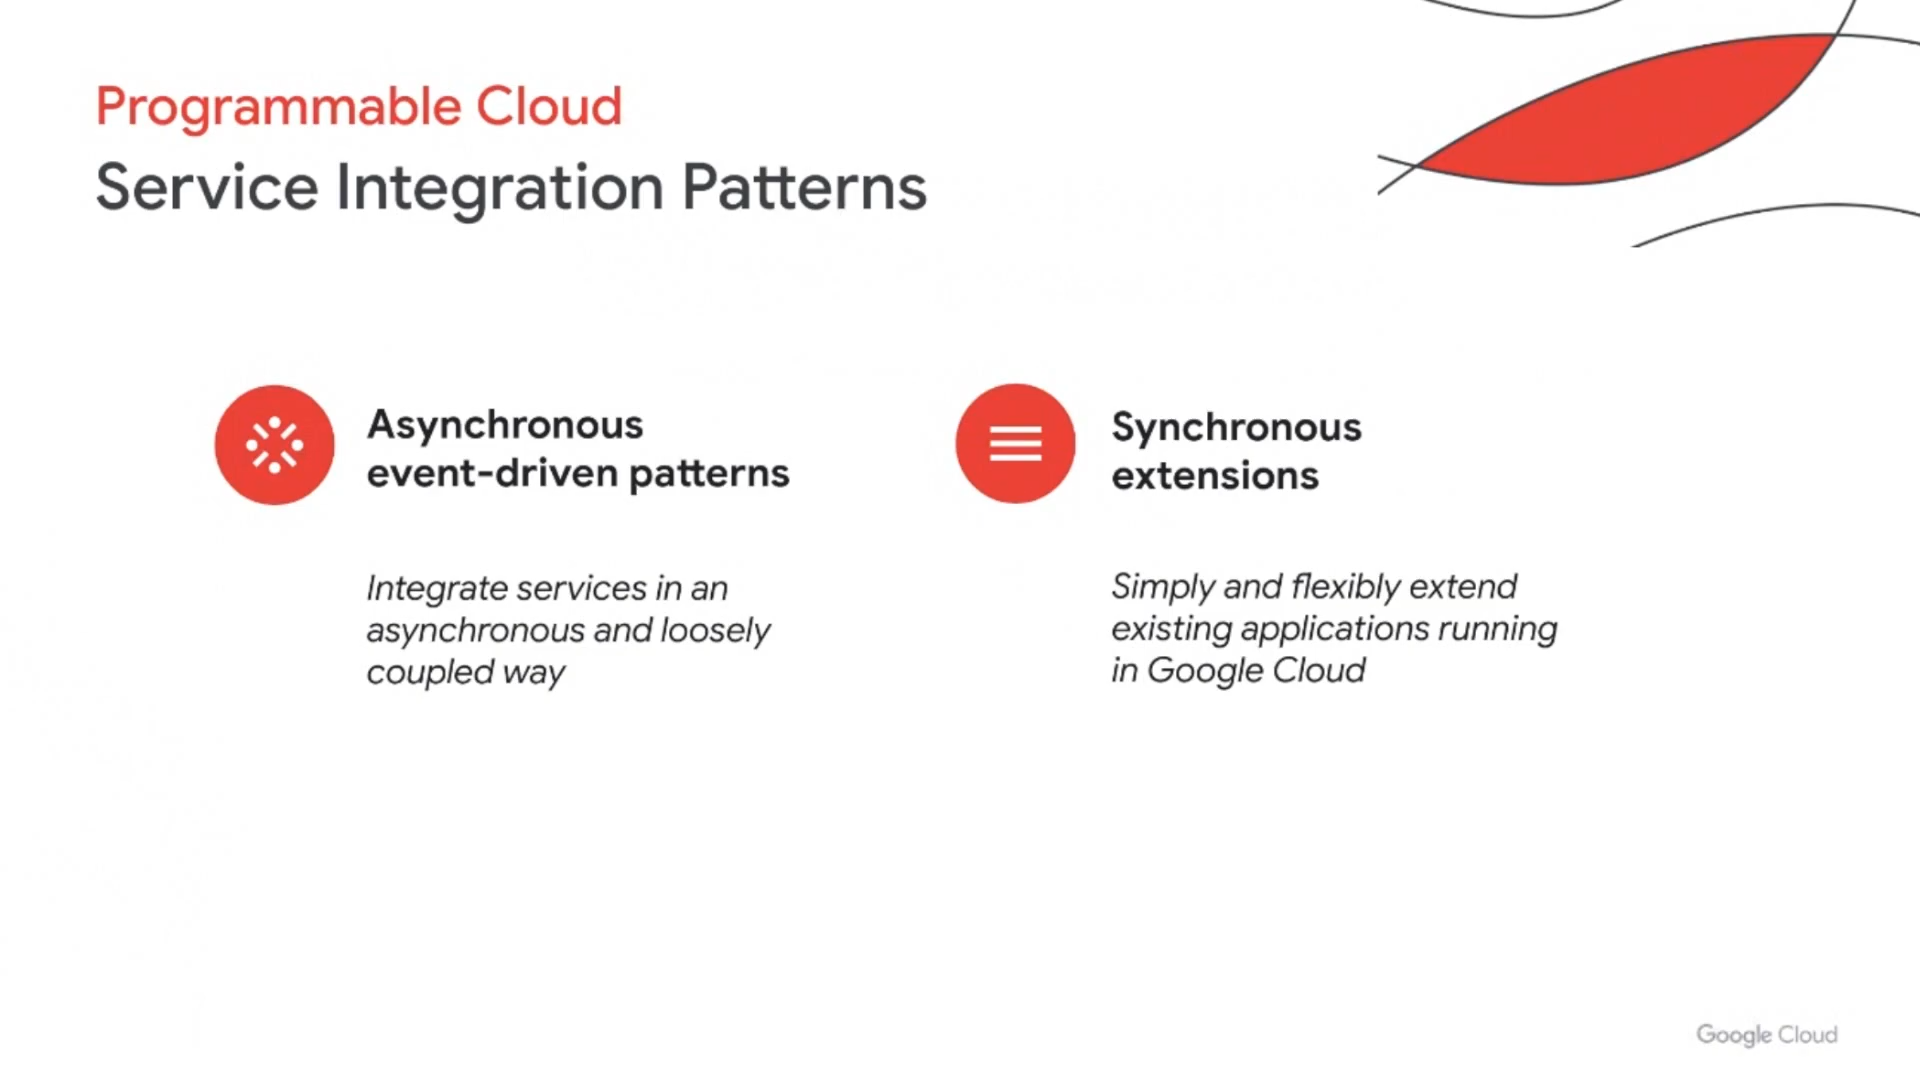 Programmable Cloud
Service Integration Patterns
Asynchronous
event-driven patterns
Integrate services in an
asynchronous and loosely
coupled way
Synchronous
extensions
Simply and flexibly extend
existing applications running
in Google Cloud
Google Cloud